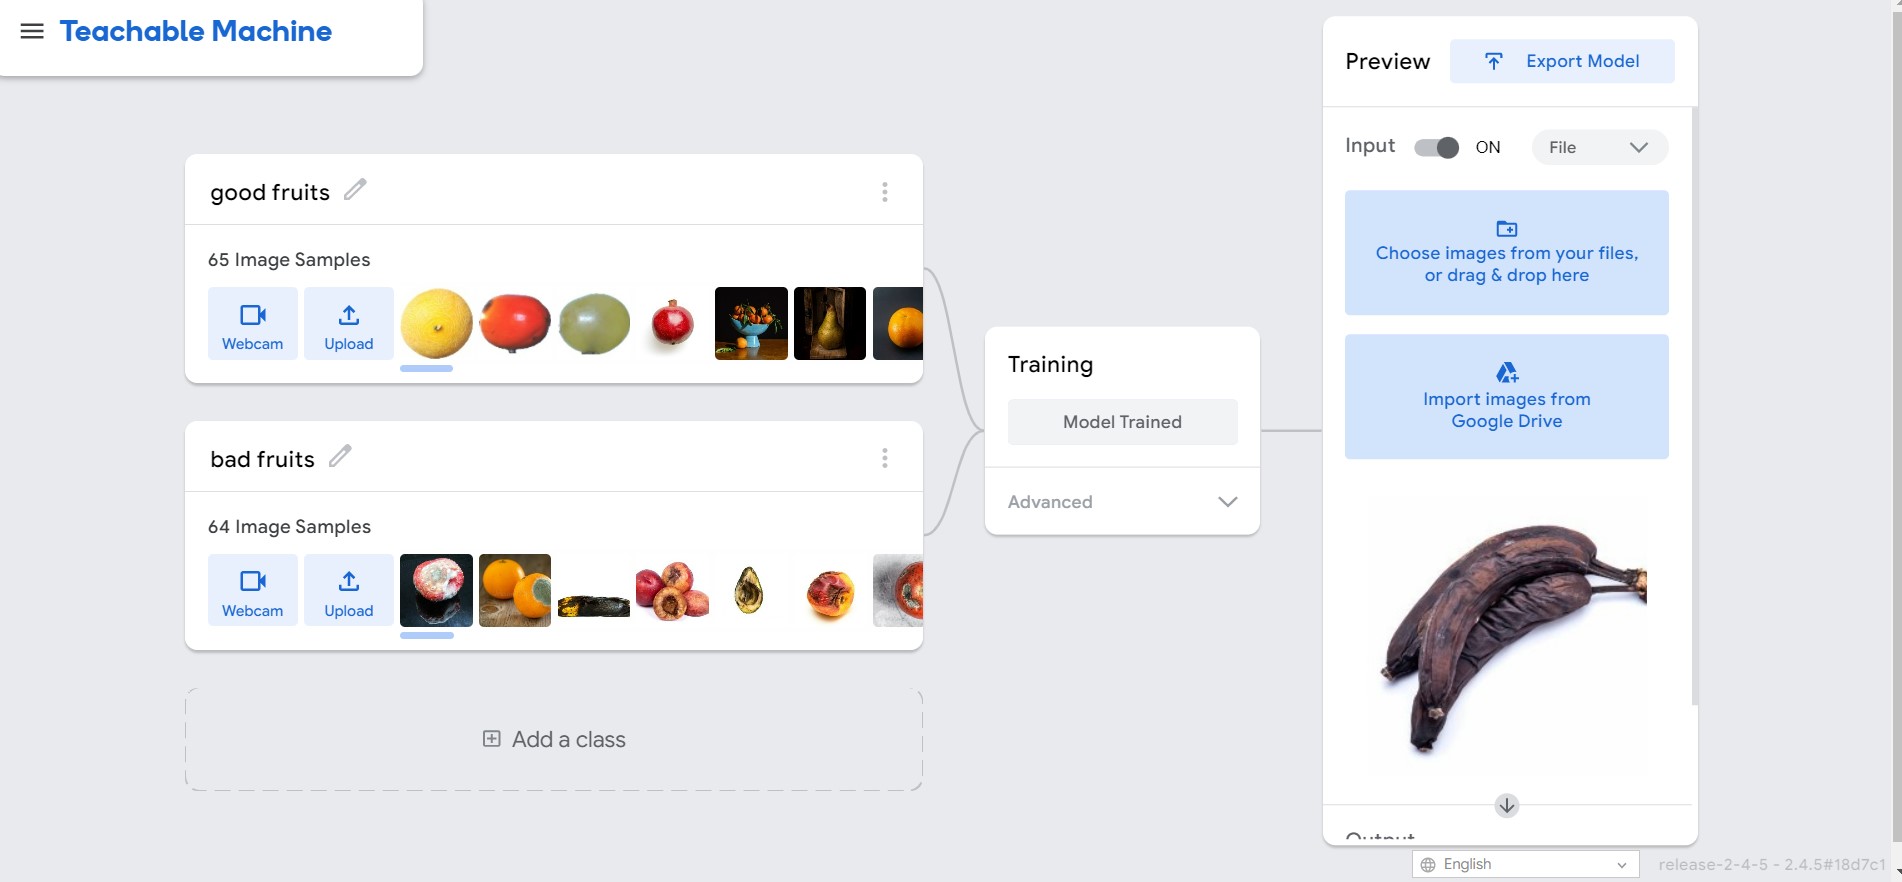 Teachable Machine
good fruits
65 Image Samples
Webcam
Upload
bad fruits
64 Image Samples
Webcam
Upload
Add a class
Training
Model Trained
Advanced
Preview
Export Model
Input
ON
File
Choose images from your files,
or drag & drop here
Import images from
Google Drive
Output
English
release-2-4-5 - 2.4.5#18d7c1